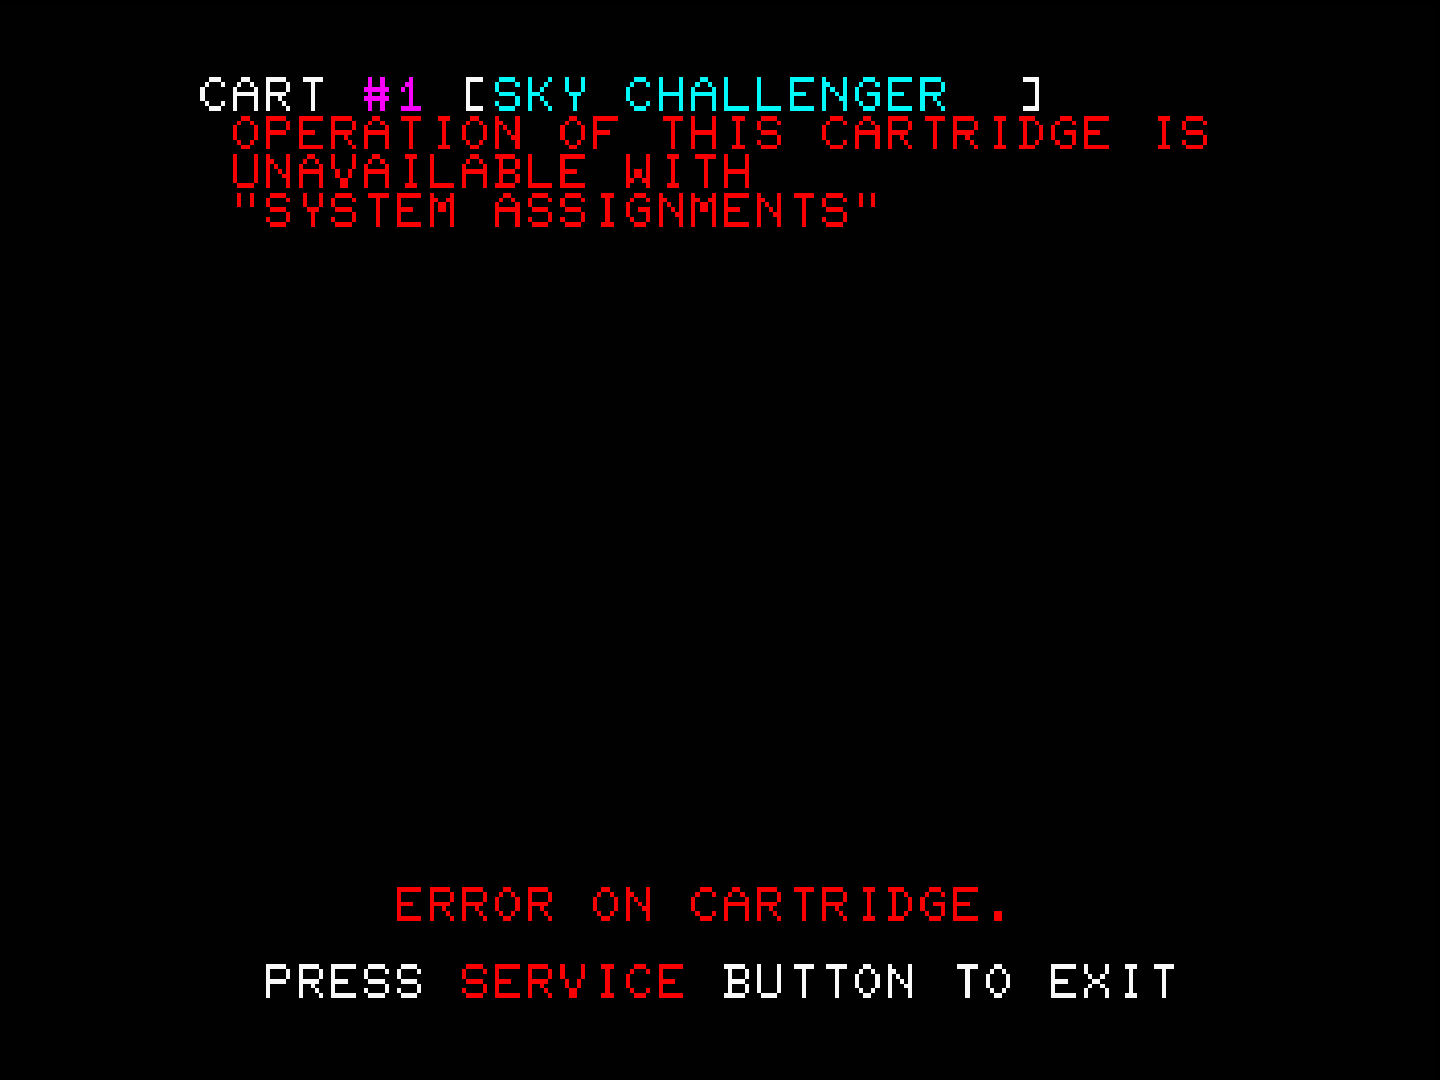 CART #1 [SKY CHALLENGER  ]
OPERATION OF THIS CARTRIDGE IS
UNAVAILABLE WITH
"SYSTEM ASSIGNMENTS"
ERROR ON CARTRIDGE.
PRESS SERVICE BUTTON TO EXIT